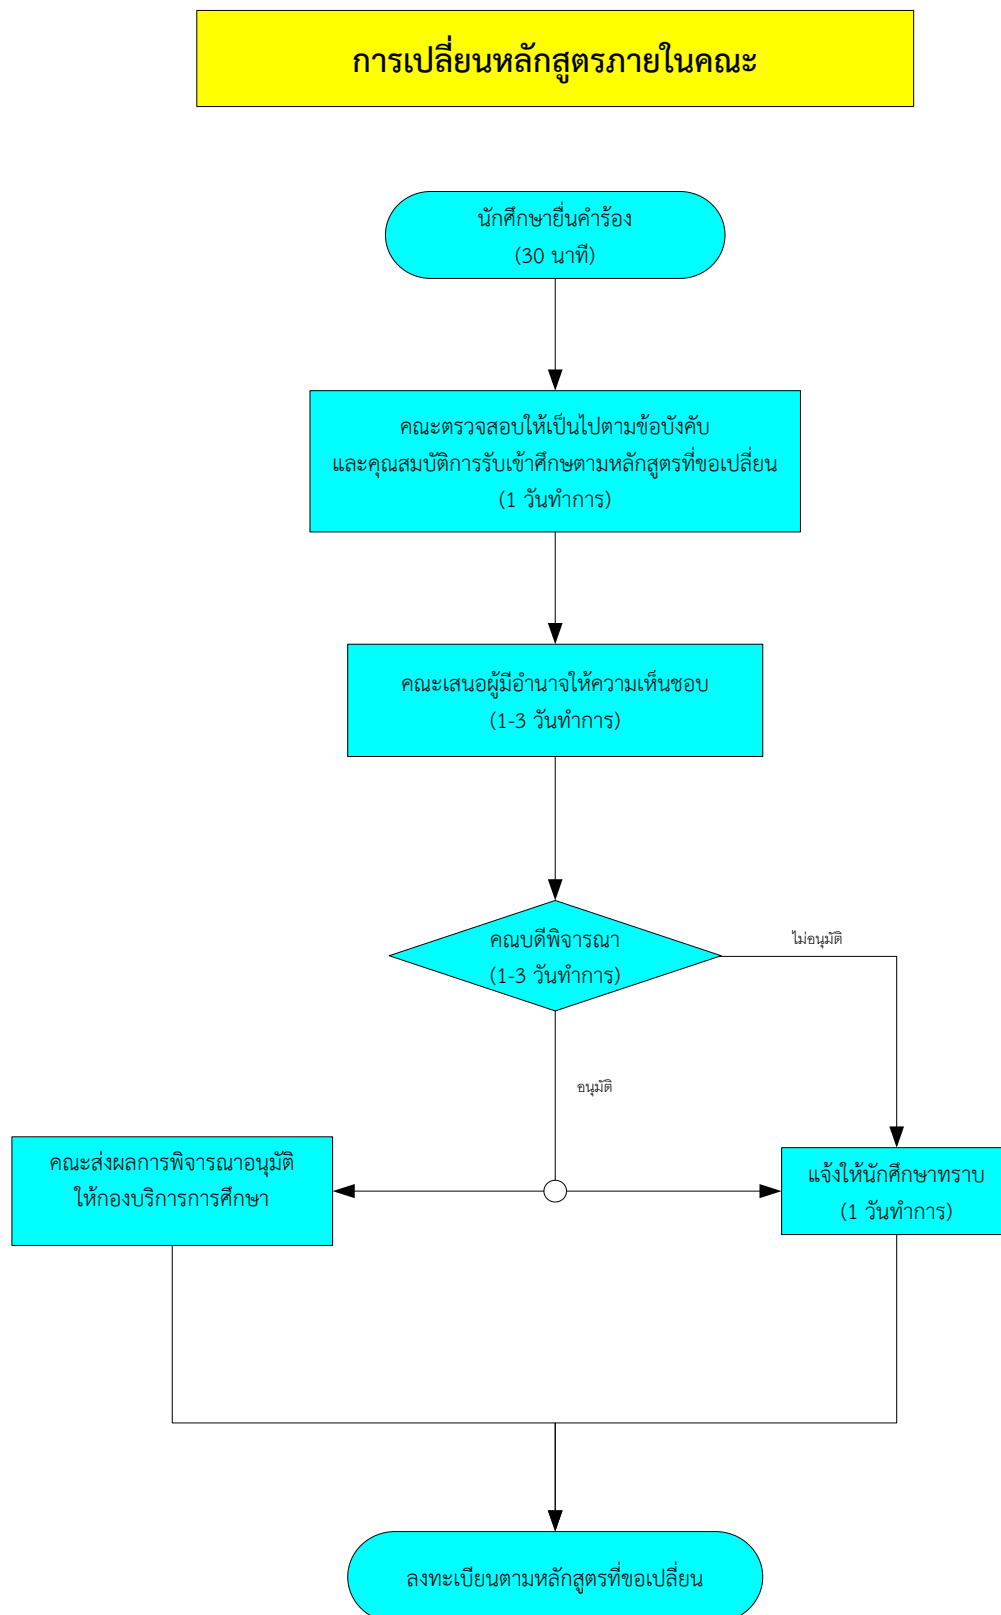 การเปลี่ยนหลักสูตรภายในคณะ
นักศึกษายื่นคำร้อง
(30 นาที)
คณะตรวจสอบให้เป็นไปตามข้อบังคับ
และคุณสมบัติการรับเข้าศึกษตามหลักสูตรที่ขอเปลี่ยน
(1 วันทำการ)
คณะเสนอผู้มีอำนาจให้ความเห็นชอบ
(1-3 วันทำการ)
คณบดีพิจารณา
(1-3 วันทำการ)
ไม่อนุมัติ
อนุมัติ
คณะส่งผลการพิจารณาอนุมัติ
ให้กองบริการการศึกษา
แจ้งให้นักศึกษาทราบ
(1 วันทำการ)
ลงทะเบียนตามหลักสูตรที่ขอเปลี่ยน